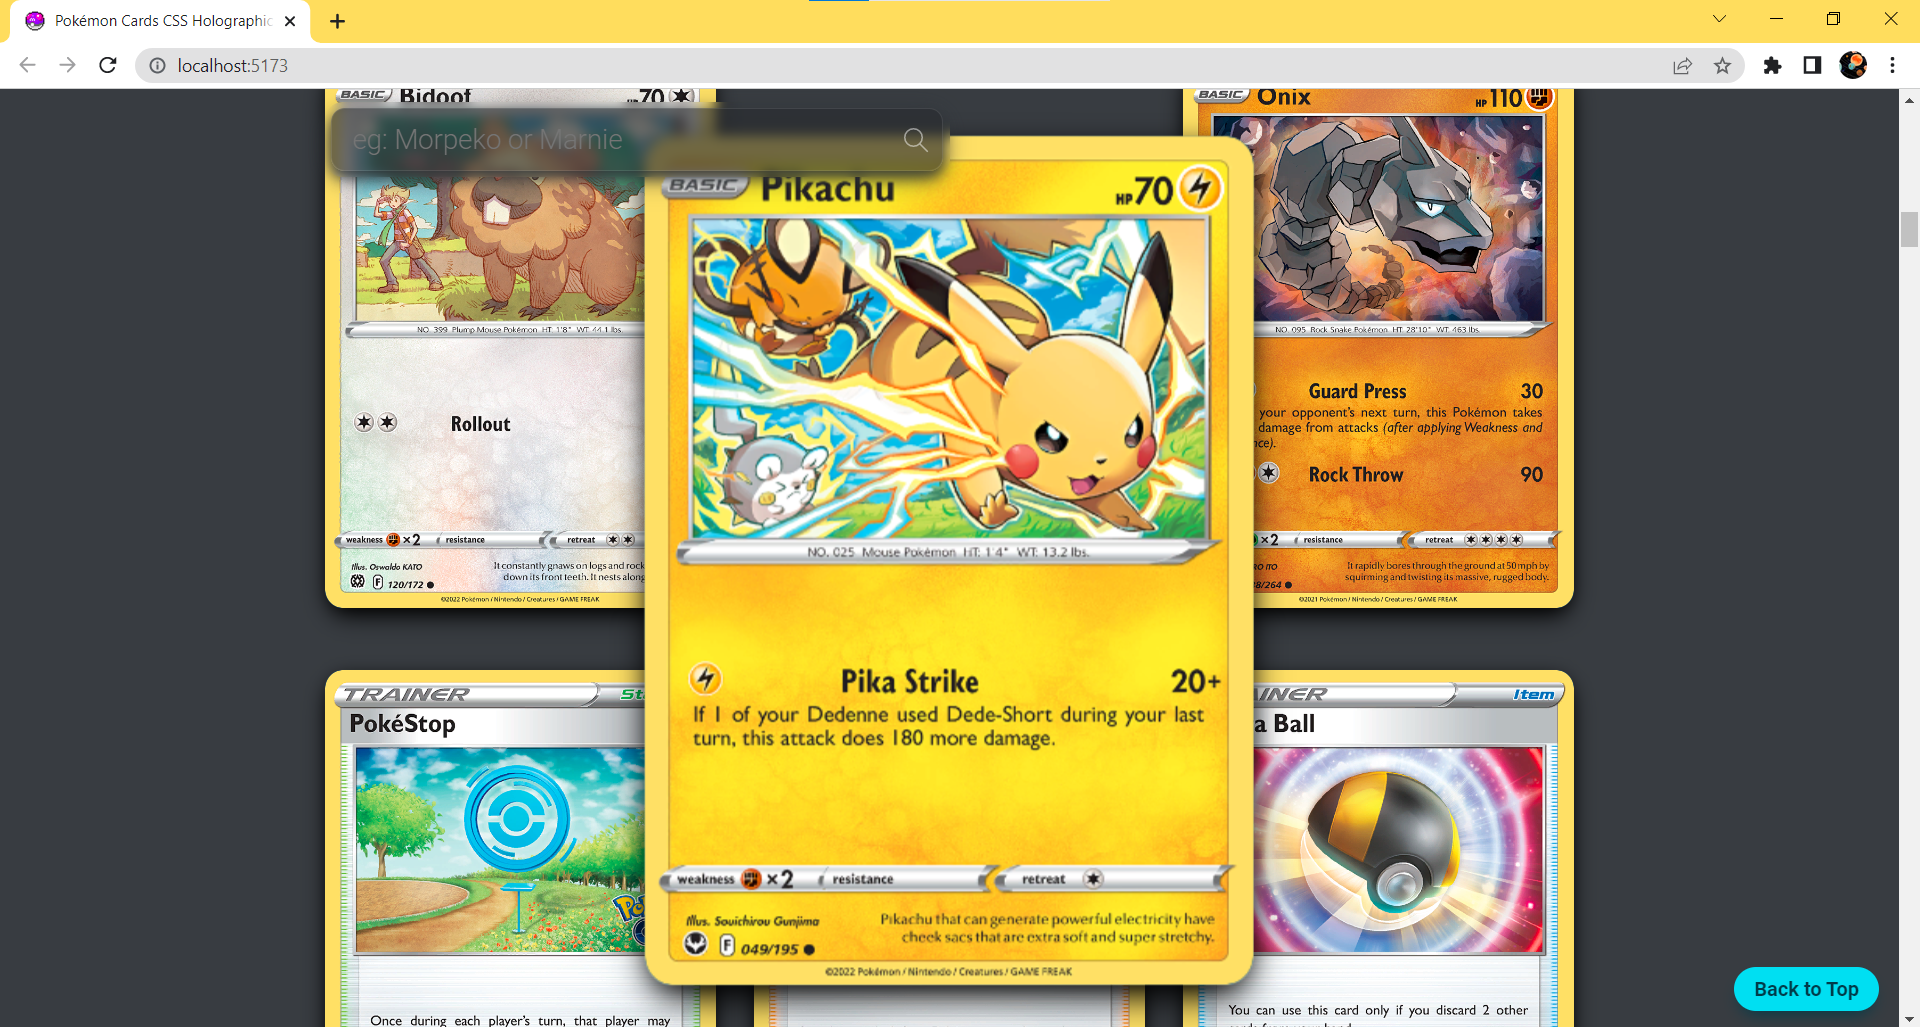 Pokémon Cards CSS Holographic
localhost:5173
BASIC Bidoof HP 70
eg: Morpeko or Marnie
NO. 399 Plump Mouse Pokémon HT: 1'8" WT: 44.1 lbs.
Rollout
weakness ×2 resistance retreat
Illus. Oswaldo KATO
It constantly gnaws on logs and rock
down its front teeth. It nests along
F 120/172
©2022 Pokémon / Nintendo / Creatures / GAME FREAK
BASIC Pikachu HP 70
NO. 025 Mouse Pokémon HT: 1'4" WT: 13.2 lbs.
Pika Strike 20+
If 1 of your Dedenne used Dede-Short during your last
turn, this attack does 180 more damage.
weakness ×2 resistance retreat
Illus. Souichirou Gunjima
Pikachu that can generate powerful electricity have
cheek sacs that are extra soft and super stretchy.
F 049/195
©2022 Pokémon / Nintendo / Creatures / GAME FREAK
BASIC Onix HP 110
NO. 095 Rock Snake Pokémon HT: 28'10" WT: 463 lbs.
Guard Press 30
your opponent's next turn, this Pokémon takes
damage from attacks (after applying Weakness and
nce).
Rock Throw 90
×2 resistance retreat
RO ITO
It rapidly bores through the ground at 50 mph by
squirming and twisting its massive, rugged body.
8/264
©2021 Pokémon / Nintendo / Creatures / GAME FREAK
TRAINER St
PokéStop
Po
Once during each player's turn, that player may
INER Item
a Ball
You can use this card only if you discard 2 other
Back to Top